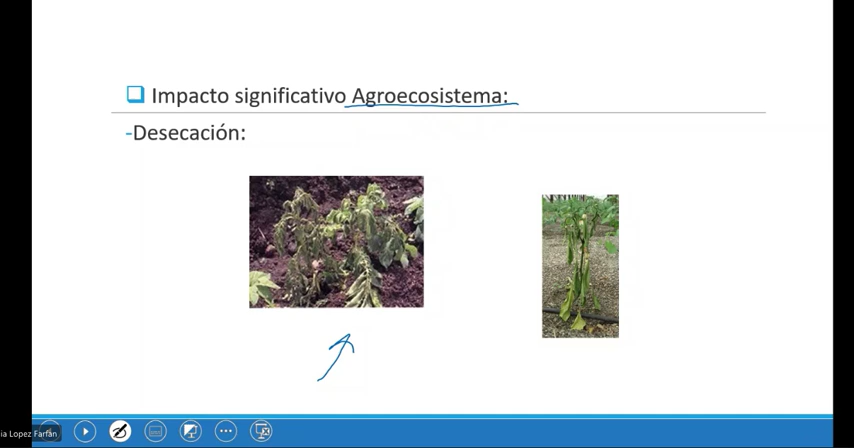 Impacto significativo Agroecosistema:
-Desecación:
ia Lopez Farfán